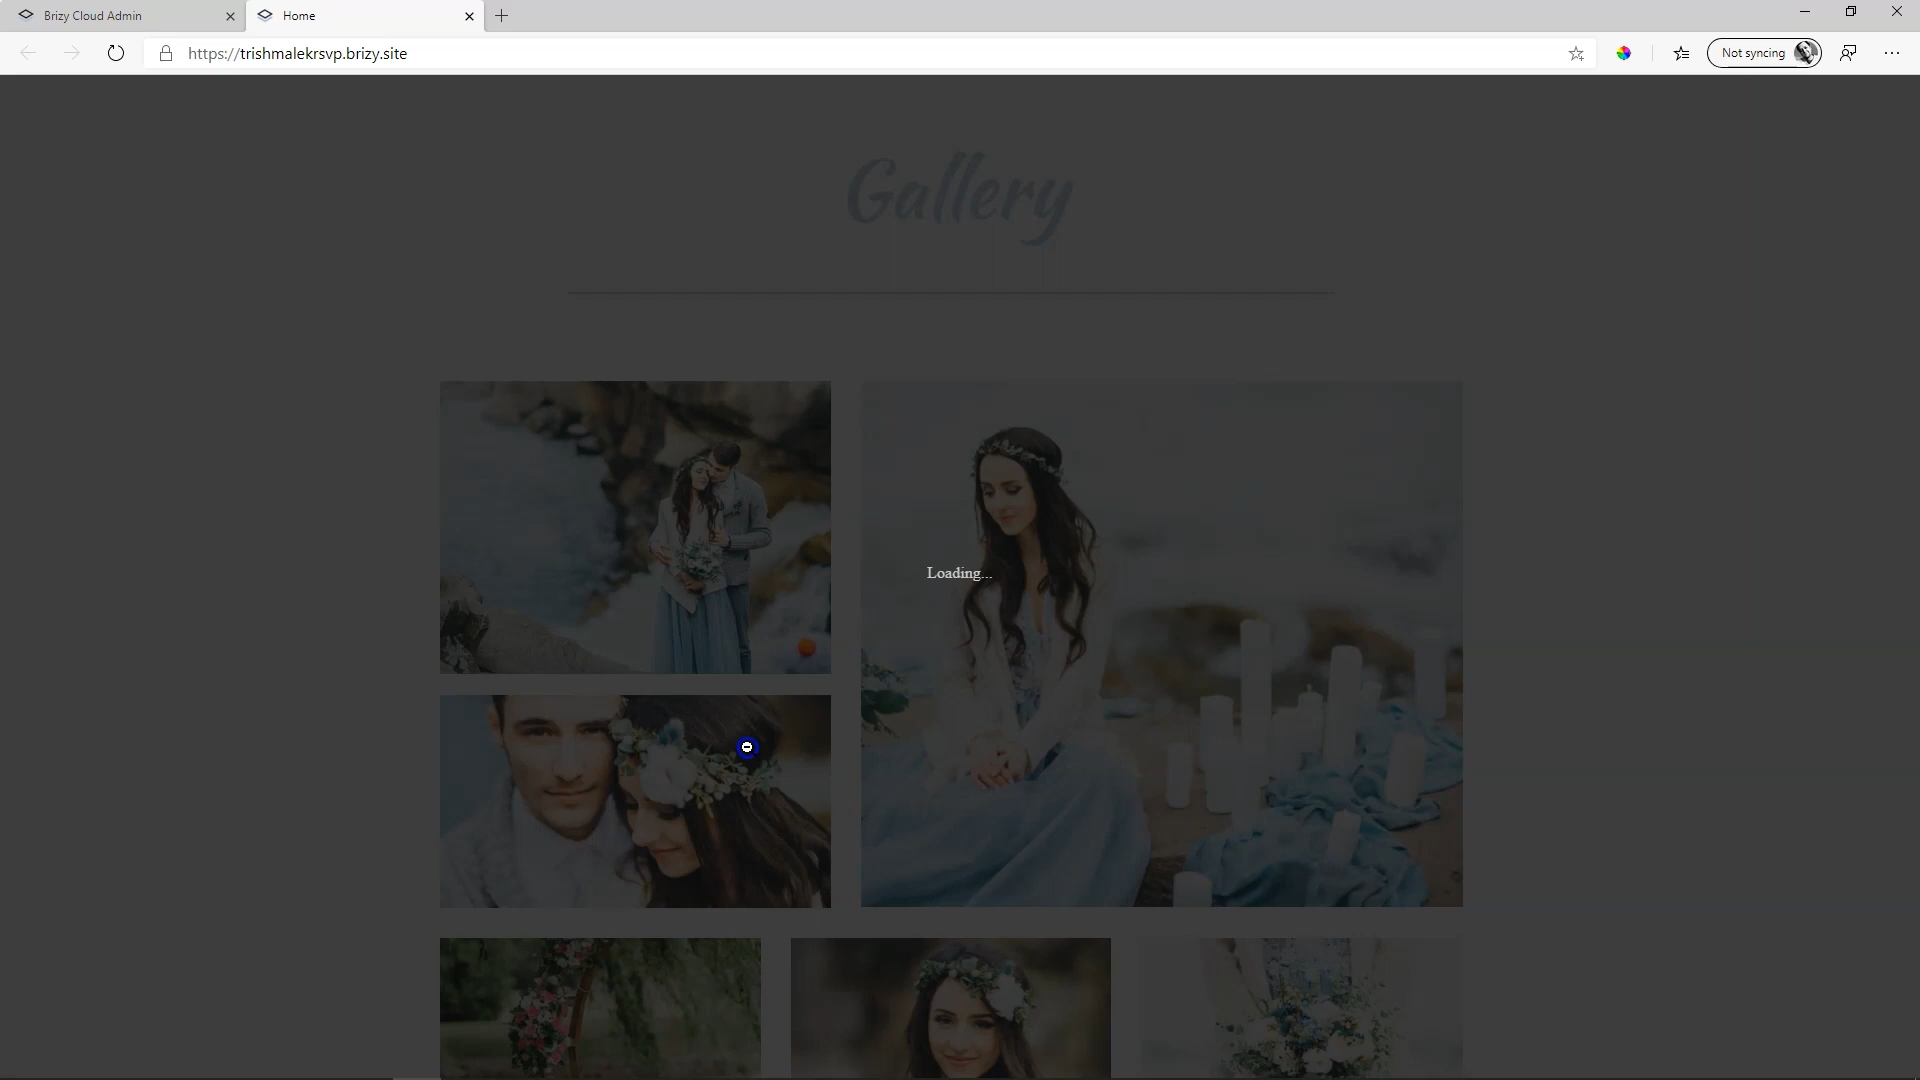 Brizy Cloud Admin
Home
https://trishmalekrsvp.brizy.site
Not syncing
Gallery
Loading...